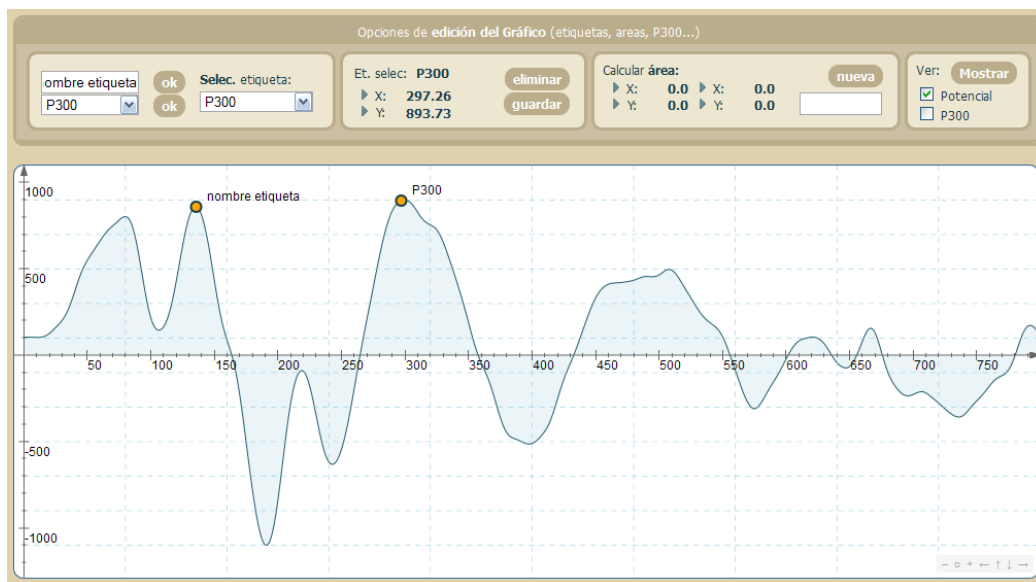 Opciones de edición del Gráfico (etiquetas, areas, P300...)
ombre etiqueta ok
P300 ok
Selec. etiqueta:
P300
Et. selec: P300
X: 297.26
Y: 893.73
eliminar
guardar
Calcular área:
X: 0.0 X: 0.0
Y: 0.0 Y: 0.0
nueva
Ver: Mostrar
Potencial
P300
nombre etiqueta
P300
1000
500
-500
-1000
50 100 150 200 250 300 350 400 450 500 550 600 650 700 750